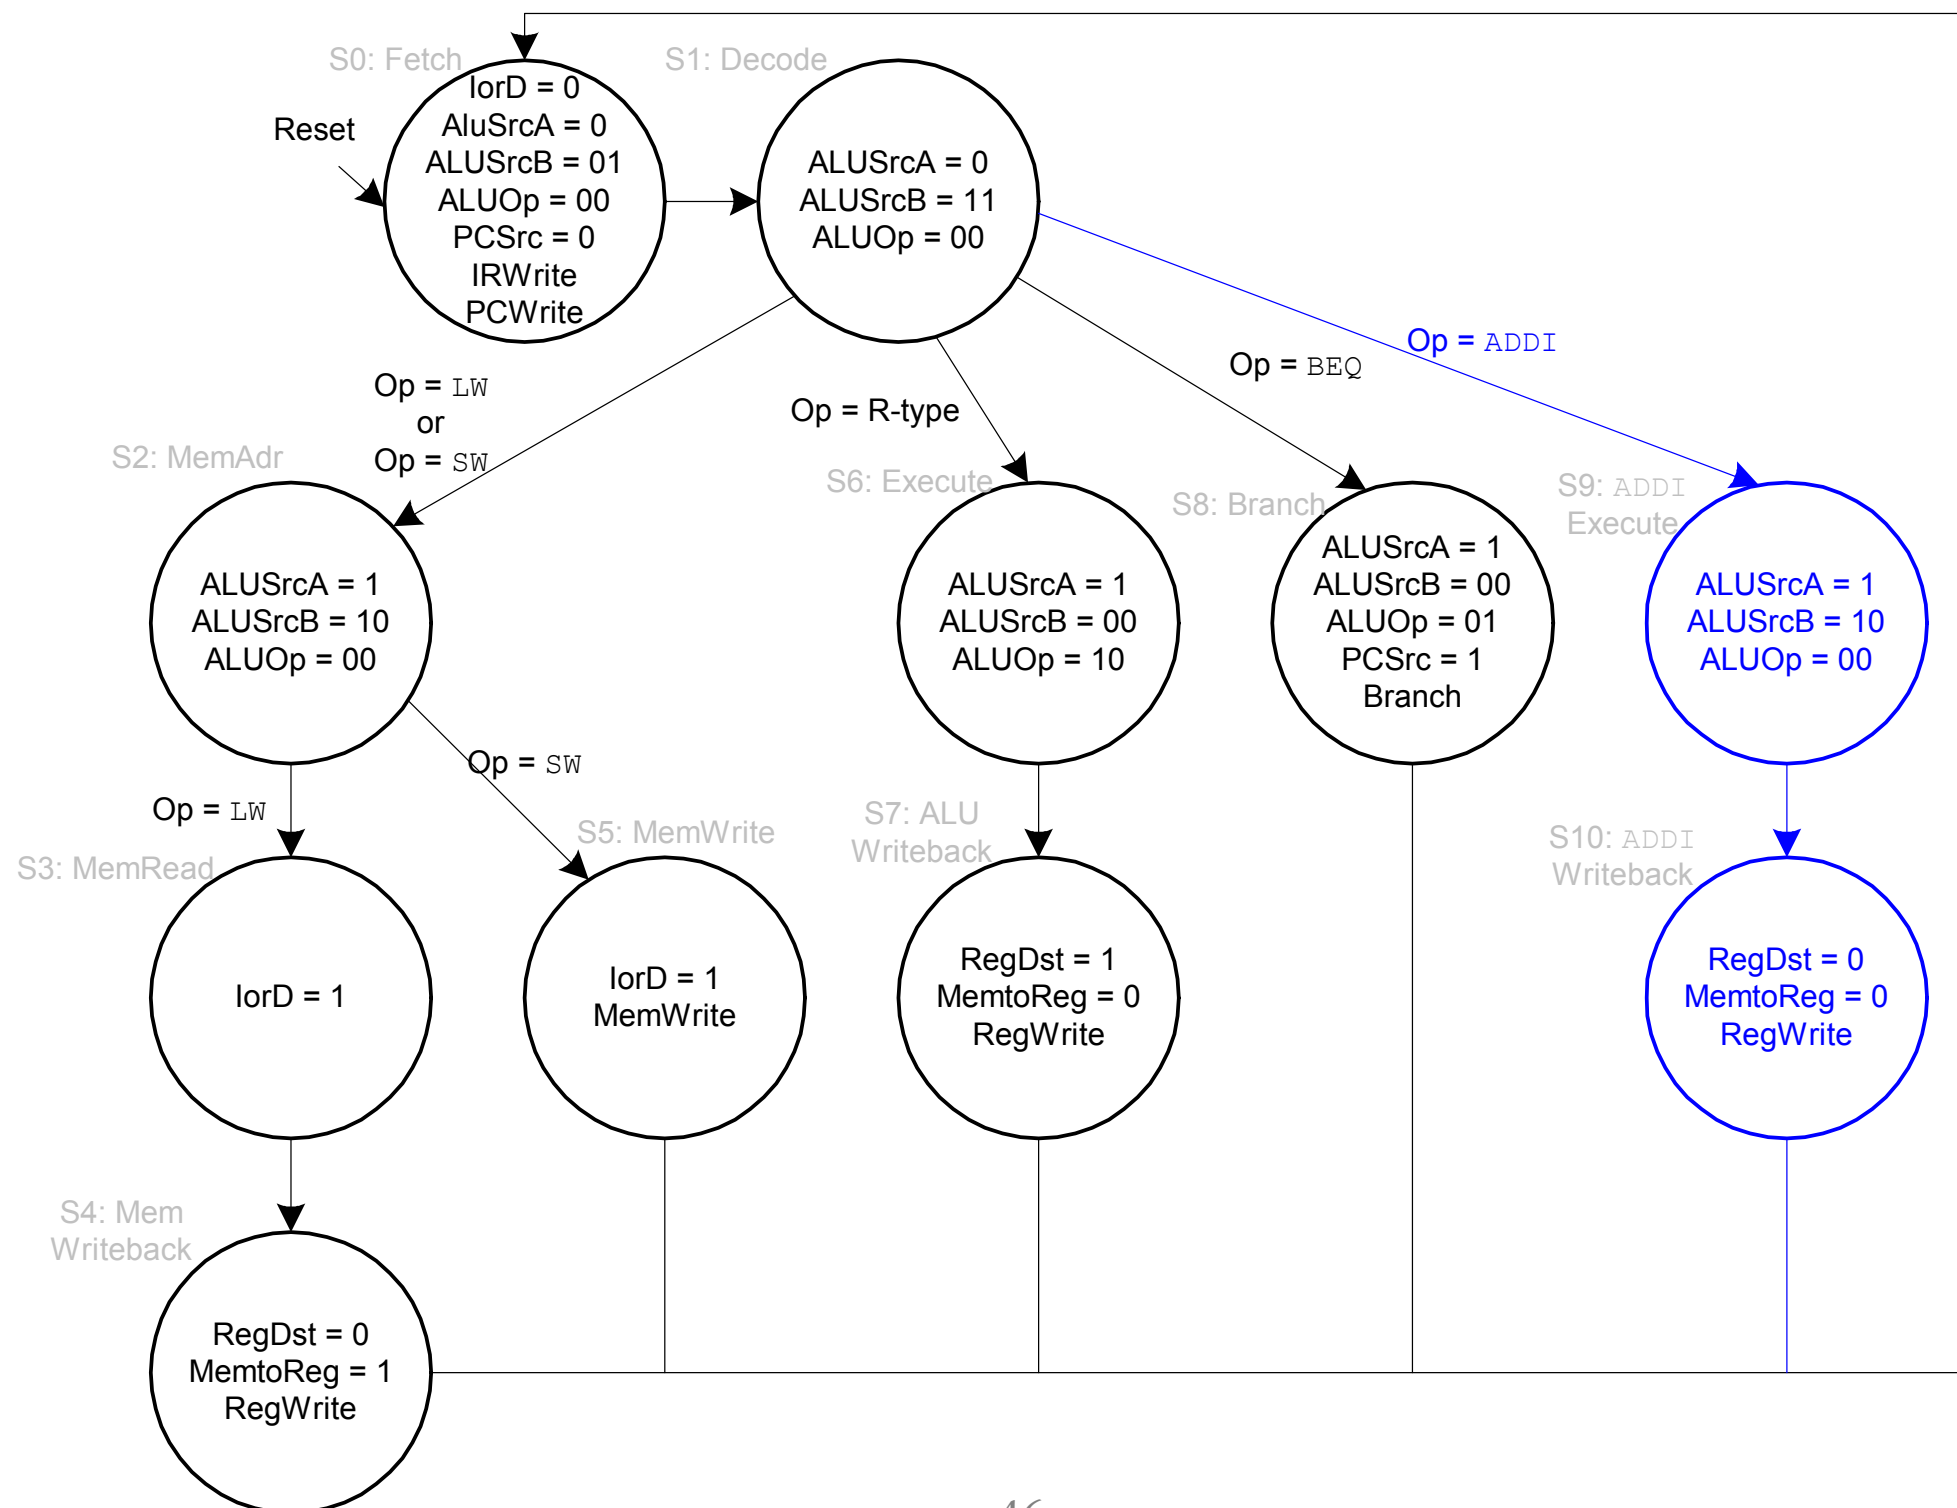 S0: Fetch
S1: Decode
Reset
IorD = 0
AluSrcA = 0
ALUSrcB = 01
ALUOp = 00
PCSrc = 0
IRWrite
PCWrite
ALUSrcA = 0
ALUSrcB = 11
ALUOp = 00
Op = LW
or
Op = SW
Op = R-type
Op = BEQ
Op = ADDI
S2: MemAdr
ALUSrcA = 1
ALUSrcB = 10
ALUOp = 00
S6: Execute
ALUSrcA = 1
ALUSrcB = 00
ALUOp = 10
S8: Branch
ALUSrcA = 1
ALUSrcB = 00
ALUOp = 01
PCSrc = 1
Branch
S9: ADDI
Execute
ALUSrcA = 1
ALUSrcB = 10
ALUOp = 00
Op = LW
Op = SW
S3: MemRead
IorD = 1
S5: MemWrite
IorD = 1
MemWrite
S7: ALU
Writeback
RegDst = 1
MemtoReg = 0
RegWrite
S10: ADDI
Writeback
RegDst = 0
MemtoReg = 0
RegWrite
S4: Mem
Writeback
RegDst = 0
MemtoReg = 1
RegWrite